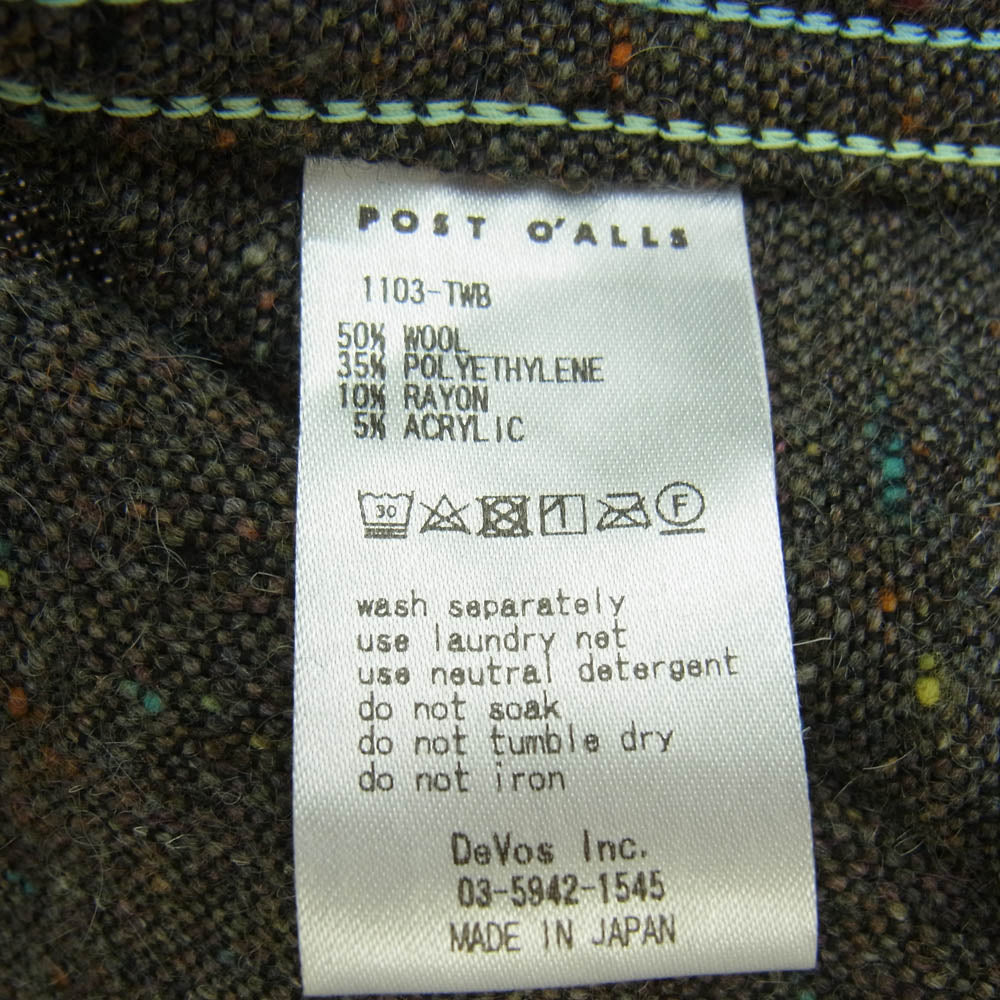 POST O'ALLS
1103-TWB
50% WOOL
35% POLYETHYLENE
10% RAYON
5% ACRYLIC
30 F
wash separately
use laundry net
use neutral detergent
do not soak
do not tumble dry
do not iron
DeVos Inc.
03-5942-1545
MADE IN JAPAN